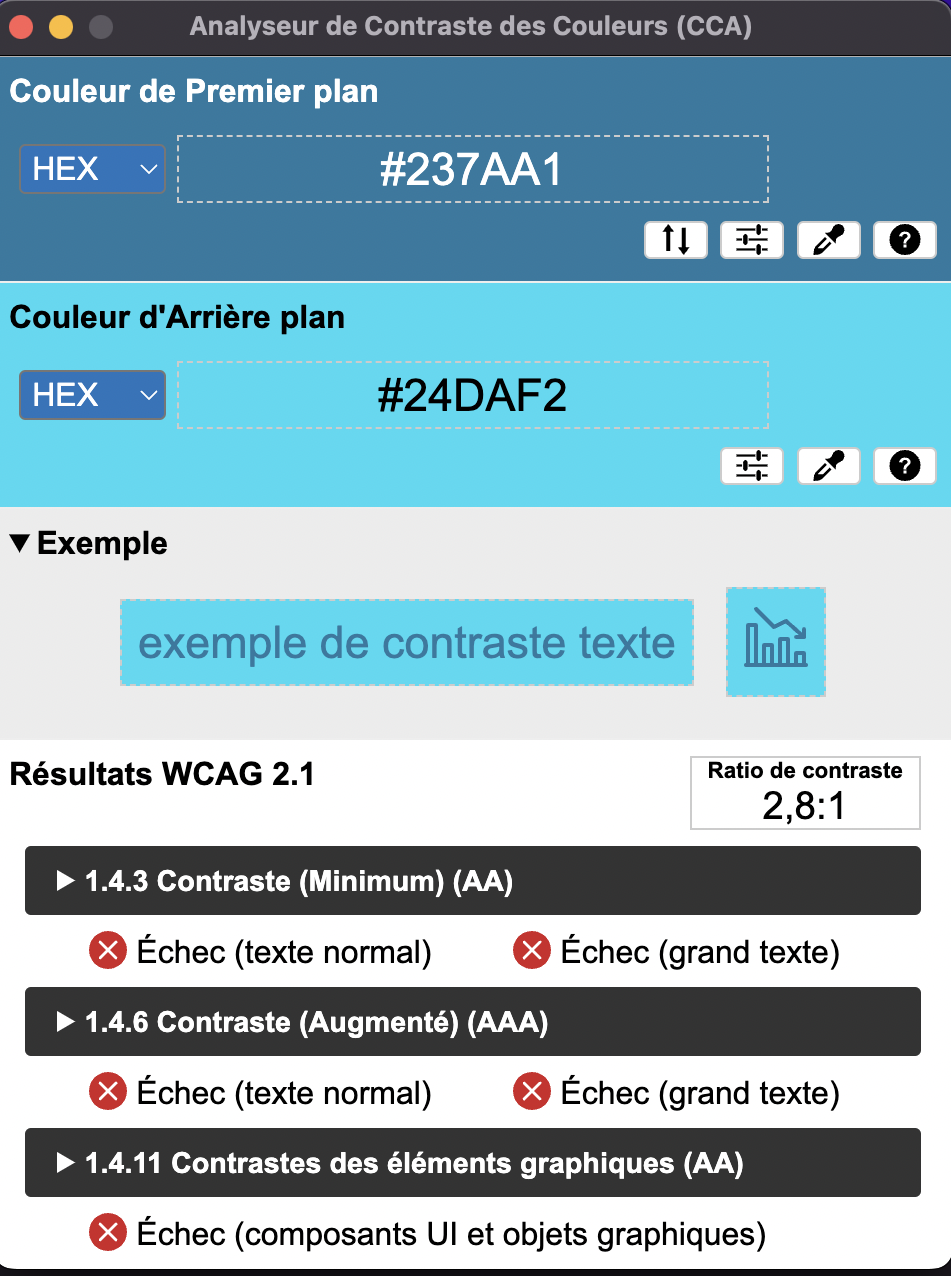 Analyseur de Contraste des Couleurs (CCA)
Couleur de Premier plan
HEX
#237AA1
?
Couleur d'Arrière plan
HEX
#24DAF2
?
Exemple
exemple de contraste texte
Résultats WCAG 2.1
Ratio de contraste
2,8:1
1.4.3 Contraste (Minimum) (AA)
Échec (texte normal) Échec (grand texte)
1.4.6 Contraste (Augmenté) (AAA)
Échec (texte normal) Échec (grand texte)
1.4.11 Contrastes des éléments graphiques (AA)
Échec (composants UI et objets graphiques)